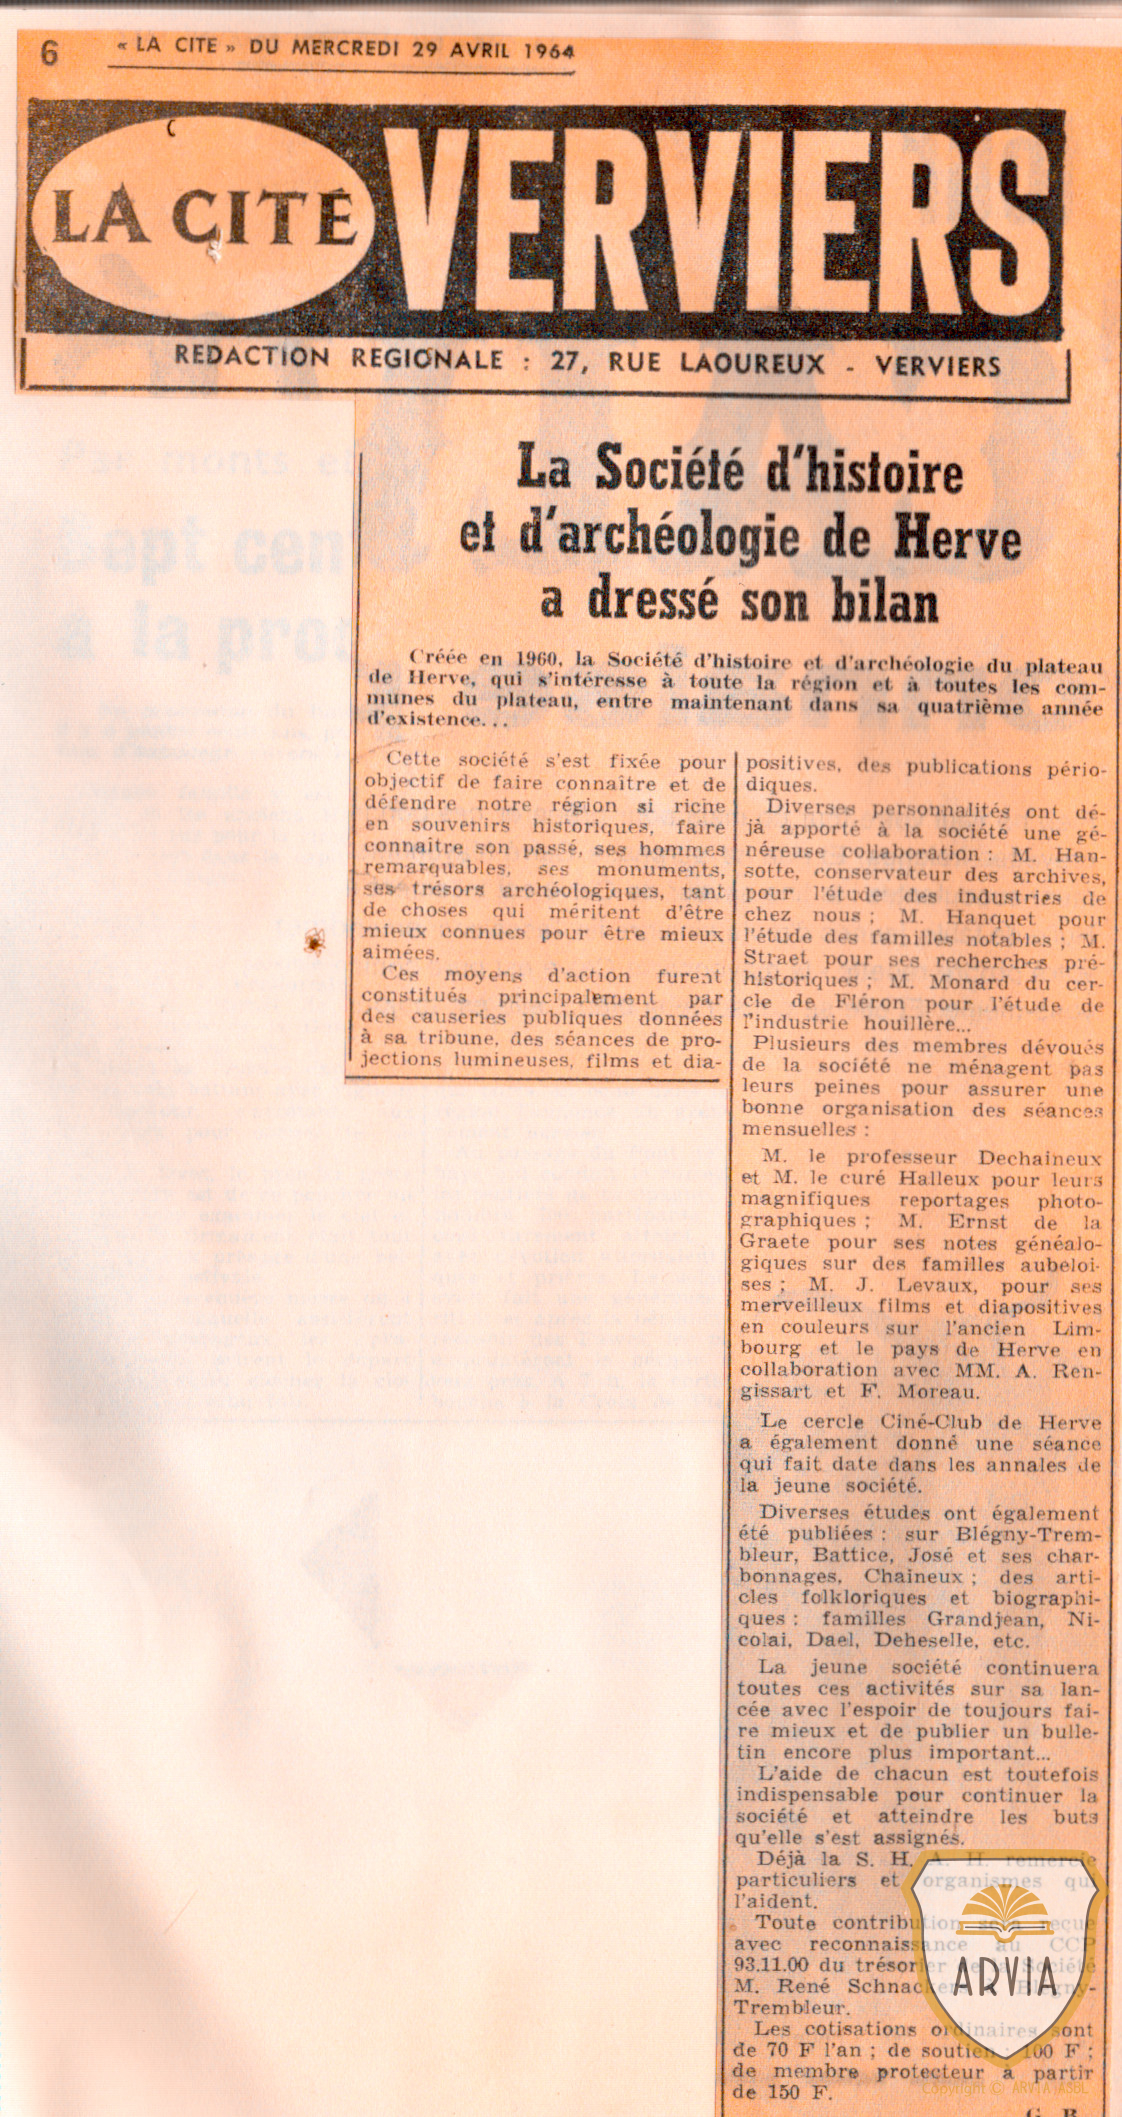 6
« LA CITE » DU MERCREDI 29 AVRIL 1964
LA CITÉ
VERVIERS
REDACTION REGIONALE : 27, RUE LAOUREUX - VERVIERS
La Société d'histoire
et d'archéologie de Herve
a dressé son bilan
Créée en 1960, la Société d'histoire et d'archéologie du plateau
de Herve, qui s'intéresse à toute la région et à toutes les com-
munes du plateau, entre maintenant dans sa quatrième année
d'existence...
Cette société s'est fixée pour
objectif de faire connaître et de
défendre notre région si riche
en souvenirs historiques, faire
connaitre son passé, ses hommes
remarquables, ses monuments,
ses trésors archéologiques, tant
de choses qui méritent d'être
mieux connues pour être mieux
aimées.
Ces moyens d'action furent
constitués principalement par
des causeries publiques données
à sa tribune, des séances de pro-
jections lumineuses, films et dia-
positives, des publications pério-
diques.
Diverses personnalités ont dé-
jà apporté à la société une gé-
néreuse collaboration : M. Han-
sotte, conservateur des archives,
pour l'étude des industries de
chez nous ; M. Hanquet pour
l'étude des familles notables ; M.
Straet pour ses recherches pré-
historiques ; M. Monard du cer-
cle de Fléron pour l'étude de
l'industrie houillère...
Plusieurs des membres dévoués
de la société ne ménagent pas
leurs peines pour assurer une
bonne organisation des séances
mensuelles :
M. le professeur Dechaineux
et M. le curé Halleux pour leurs
magnifiques reportages photo-
graphiques ; M. Ernst de la
Graete pour ses notes généalo-
giques sur des familles aubeloi-
ses ; M. J. Levaux, pour ses
merveilleux films et diapositives
en couleurs sur l'ancien Lim-
bourg et le pays de Herve en
collaboration avec MM. A. Ren-
gissart et F. Moreau.
Le cercle Ciné-Club de Herve
a également donné une séance
qui fait date dans les annales de
la jeune société.
Diverses études ont également
été publiées : sur Blégny-Trem-
bleur, Battice, José et ses char-
bonnages, Chaineux ; des arti-
cles folkloriques et biographi-
ques : familles Grandjean, Ni-
colai, Dael, Deheselle, etc.
La jeune société continuera
toutes ces activités sur sa lan-
cée avec l'espoir de toujours fai-
re mieux et de publier un bulle-
tin encore plus important...
L'aide de chacun est toutefois
indispensable pour continuer la
société et atteindre les buts
qu'elle s'est assignés.
Déjà la S. H. A. H. remercie
particuliers et organismes qui
l'aident.
Toute contribution sera reçue
avec reconnaissance au CCP
93.11.00 du trésorier de la Société
M. René Schnackers à Blégny-
Trembleur.
Les cotisations ordinaires sont
de 70 F l'an ; de soutien : 100 F ;
de membre protecteur à partir
de 150 F.
G. B.
ARVIA
Copyright © ARVIA ASBL